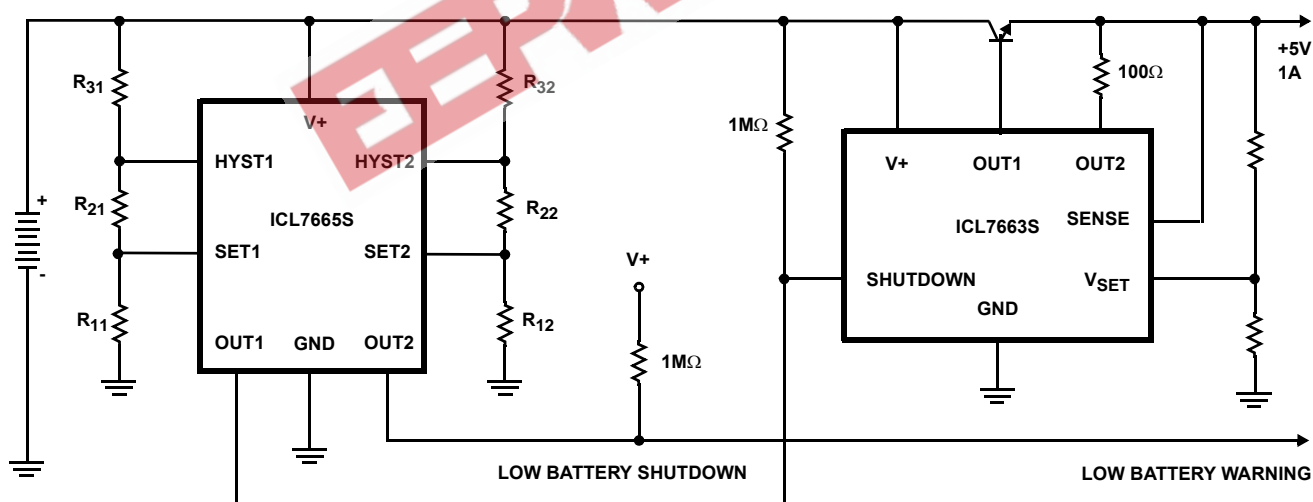 +5V
1A
R31
V+
R32
100Ω
1MΩ
HYST1
HYST2
V+
OUT1
OUT2
R21
ICL7665S
R22
ICL7663S
SENSE
+
-
SET1
SET2
V+
SHUTDOWN
VSET
R11
R12
GND
OUT1
GND
OUT2
1MΩ
LOW BATTERY SHUTDOWN
LOW BATTERY WARNING